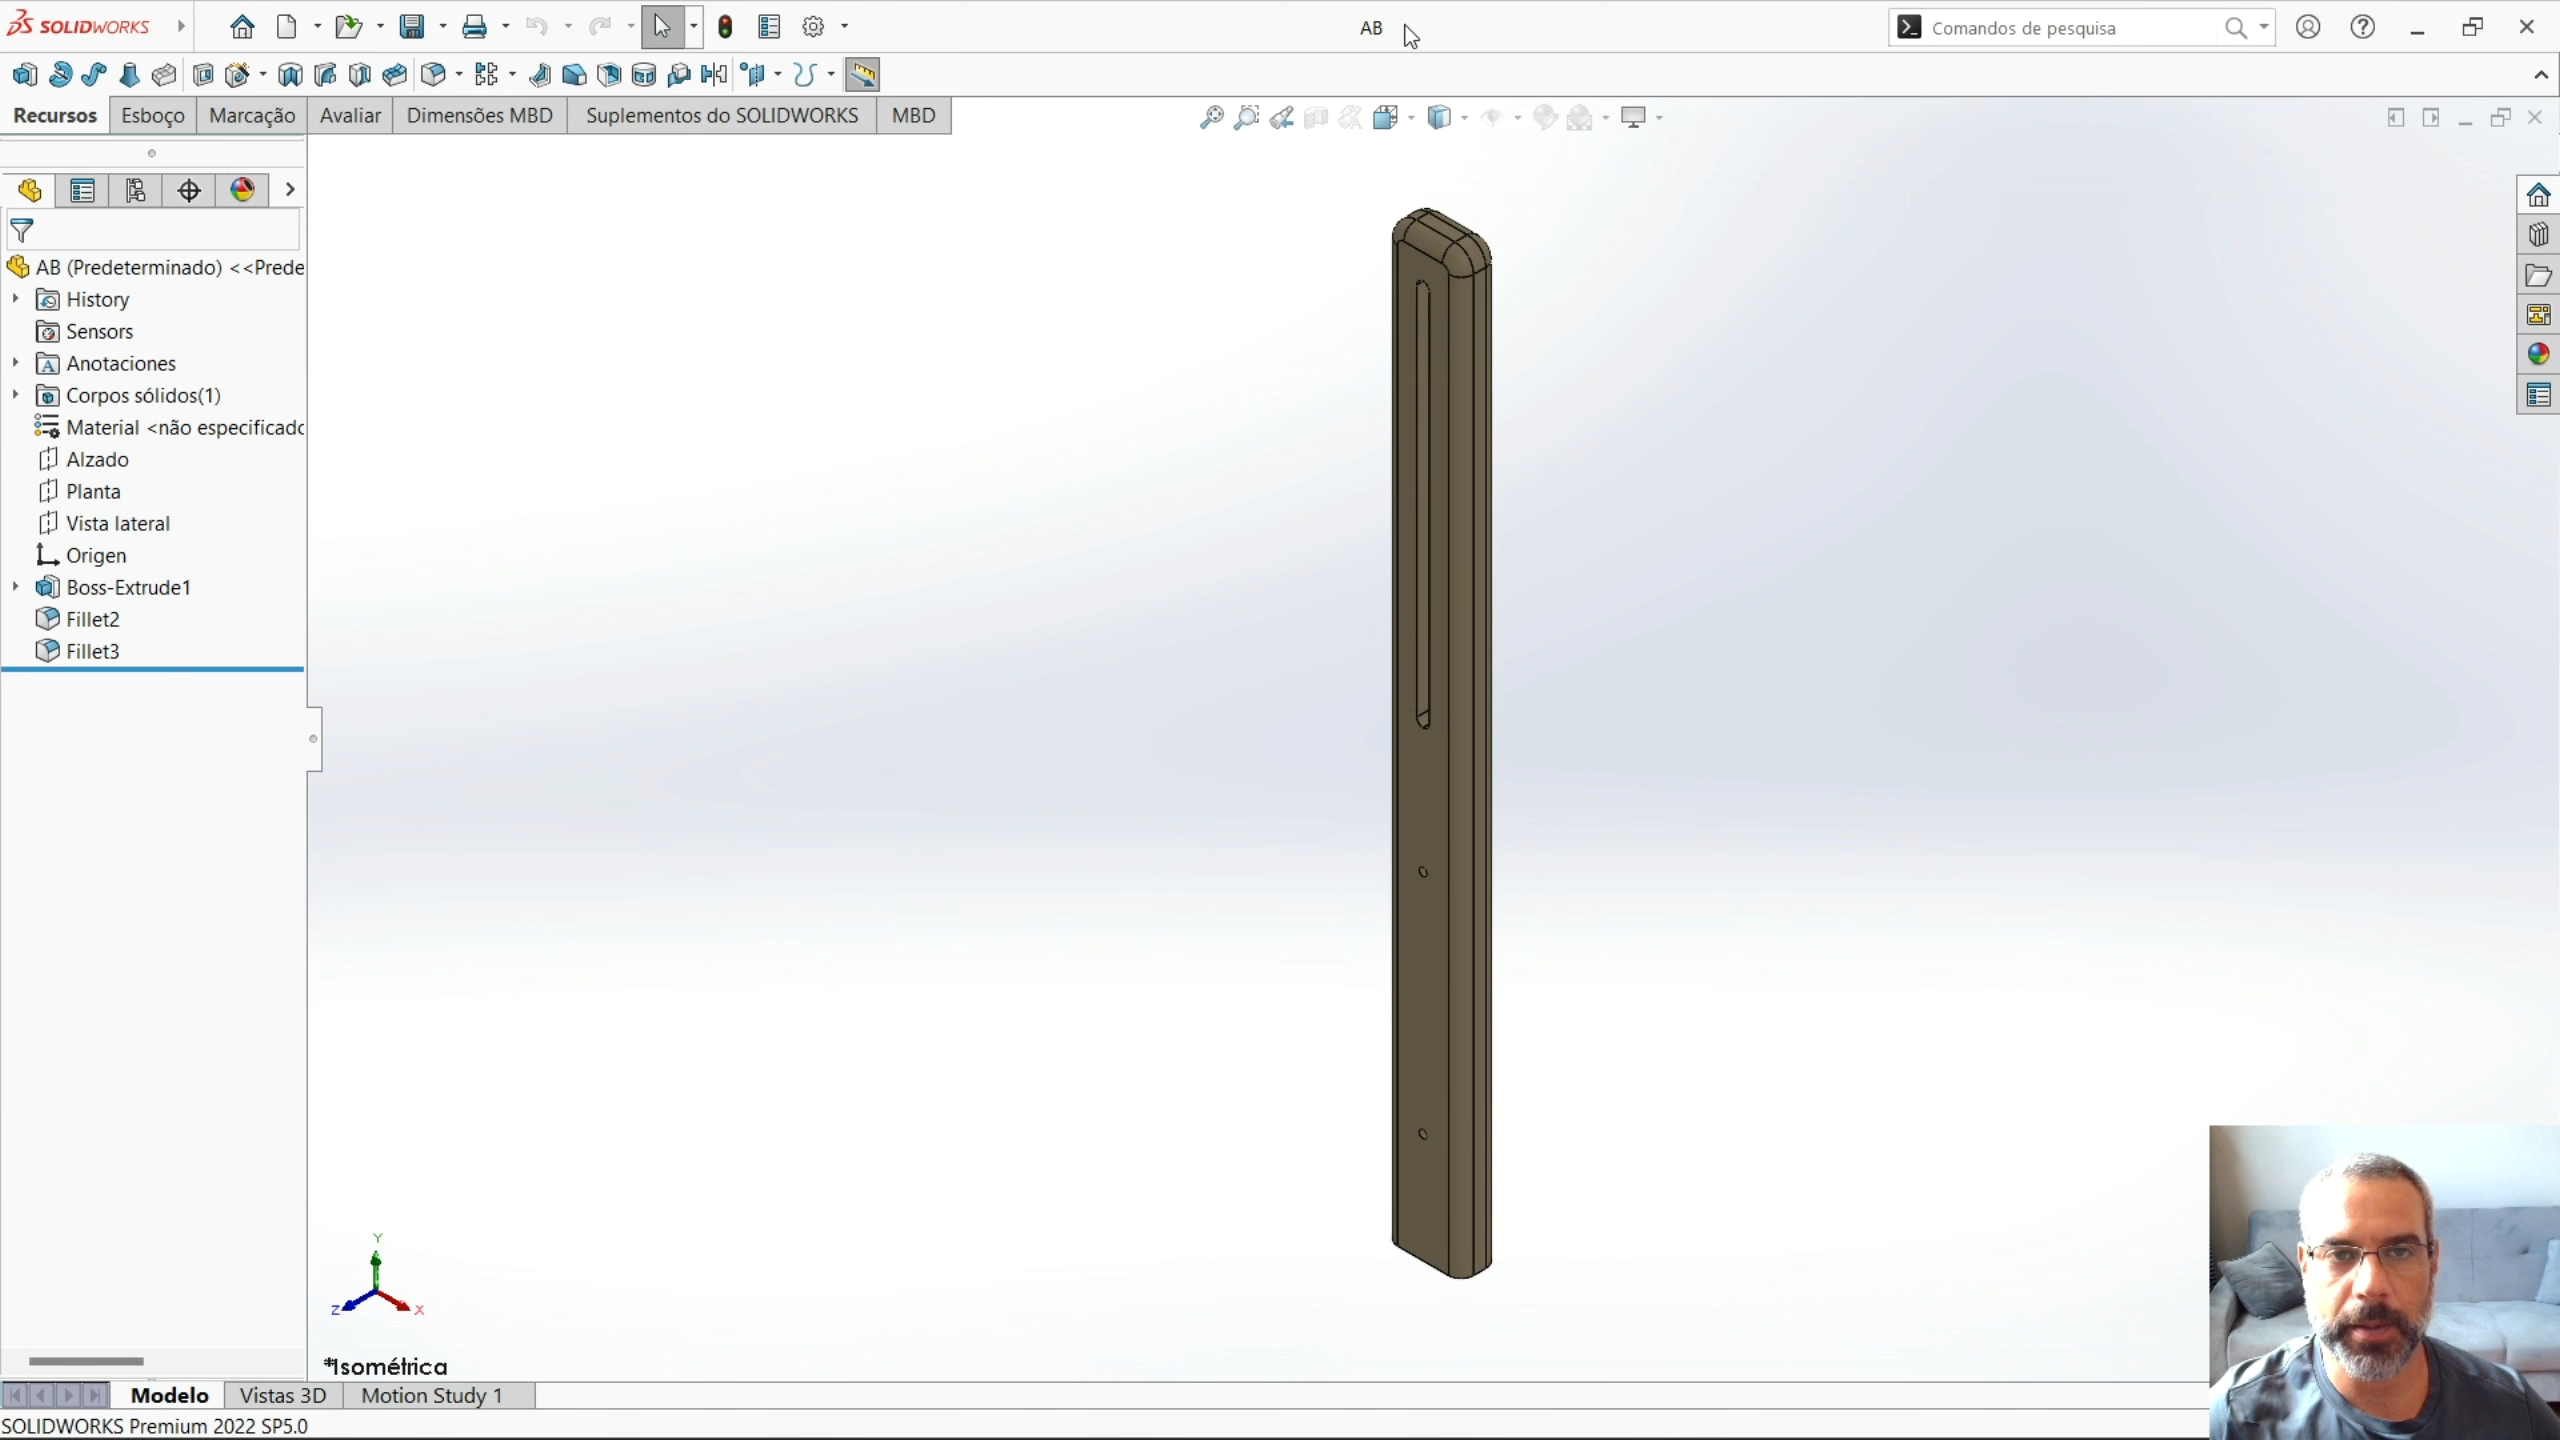 SOLIDWORKS
AB
Comandos de pesquisa
Recursos
Esboço
Marcação
Avaliar
Dimensões MBD
Suplementos do SOLIDWORKS
MBD
AB (Predeterminado) <<Prede
History
Sensors
Anotaciones
Corpos sólidos(1)
Material <não especificado
Alzado
Planta
Vista lateral
Origen
Boss-Extrude1
Fillet2
Fillet3
Y
Z
X
*Isométrica
Modelo
Vistas 3D
Motion Study 1
SOLIDWORKS Premium 2022 SP5.0